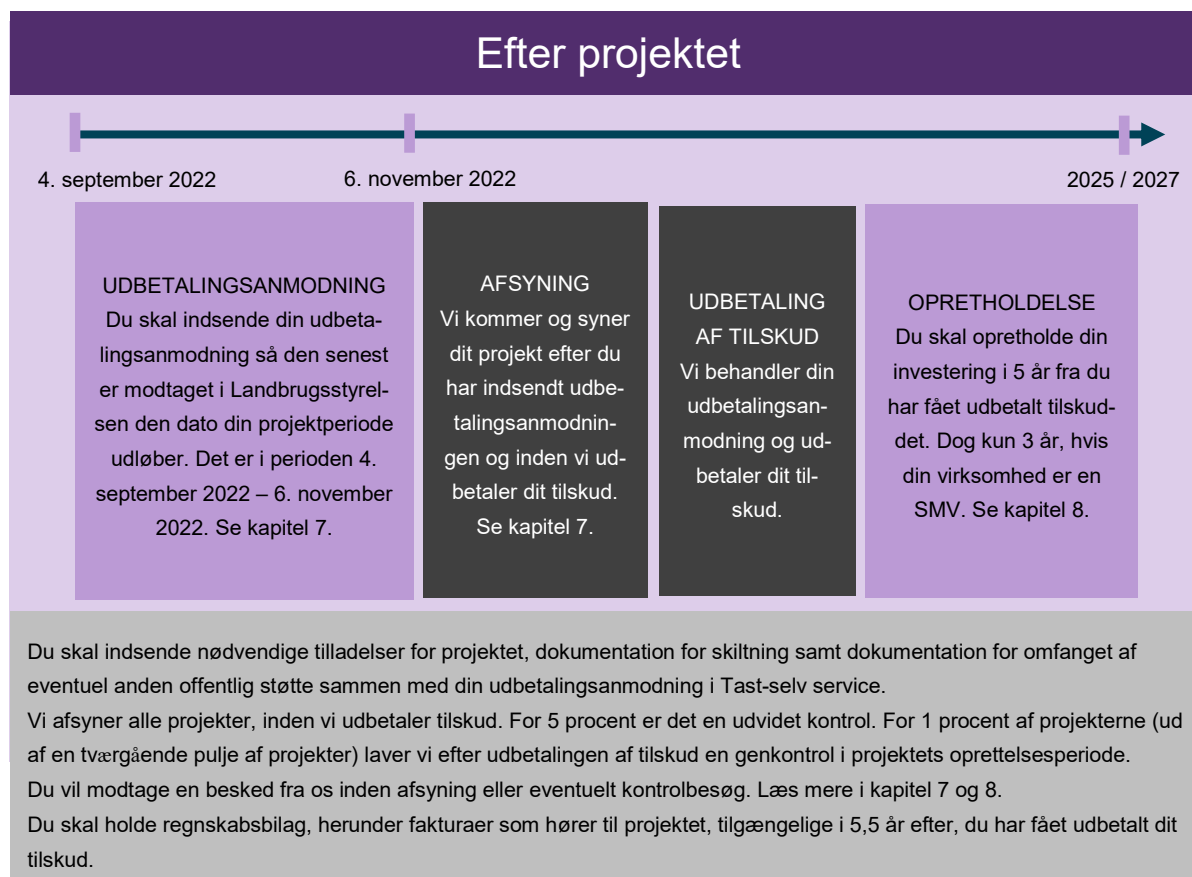 Efter projektet
4. september 2022
6. november 2022
2025 / 2027
UDBETALINGSANMODNING
Du skal indsende din udbeta-
lingsanmodning så den senest
er modtaget i Landbrugsstyrel-
sen den dato din projektperiode
udløber. Det er i perioden 4.
september 2022 – 6. november
2022. Se kapitel 7.
AFSYNING
Vi kommer og syner
dit projekt efter du
har indsendt udbe-
talingsanmodnin-
gen og inden vi ud-
betaler dit tilskud.
Se kapitel 7.
UDBETALING
AF TILSKUD
Vi behandler din
udbetalingsan-
modning og ud-
betaler dit til-
skud.
OPRETHOLDELSE
Du skal opretholde din
investering i 5 år fra du
har fået udbetalt tilskud-
det. Dog kun 3 år, hvis
din virksomhed er en
SMV. Se kapitel 8.
Du skal indsende nødvendige tilladelser for projektet, dokumentation for skiltning samt dokumentation for omfanget af
eventuel anden offentlig støtte sammen med din udbetalingsanmodning i Tast-selv service.
Vi afsyner alle projekter, inden vi udbetaler tilskud. For 5 procent er det en udvidet kontrol. For 1 procent af projekterne (ud
af en tværgående pulje af projekter) laver vi efter udbetalingen af tilskud en genkontrol i projektets oprettelsesperiode.
Du vil modtage en besked fra os inden afsyning eller eventuelt kontrolbesøg. Læs mere i kapitel 7 og 8.
Du skal holde regnskabsbilag, herunder fakturaer som hører til projektet, tilgængelige i 5,5 år efter, du har fået udbetalt dit
tilskud.